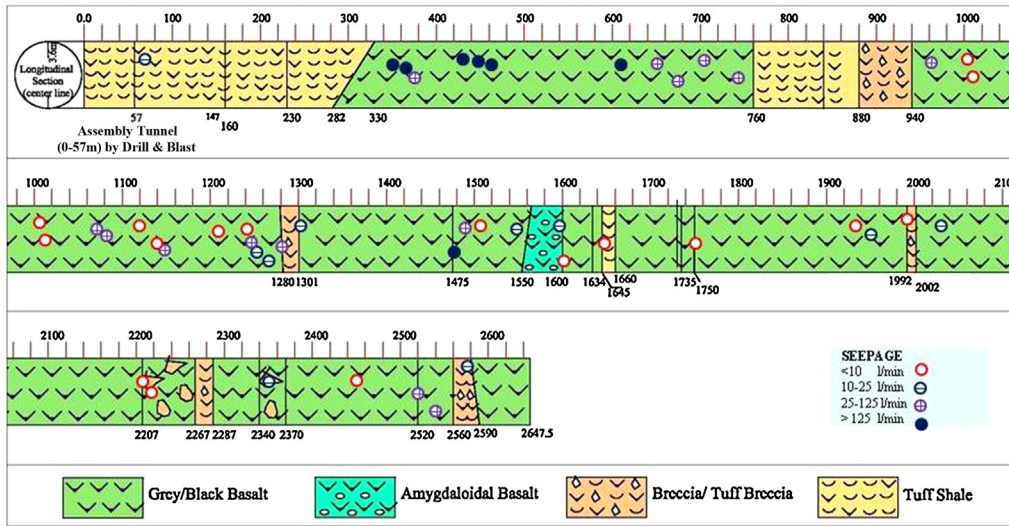 0.0 100 200 300 400 500 600 700 800 900 1000
3.6m
Longitudinal
Section
(center line)
57 147 160 230 282 330 760 880 940
Assembly Tunnel
(0-57m) by Drill & Blast
1000 1100 1200 1300 1400 1500 1600 1700 1800 1900 2000 2100
1280 1301 1475 1550 1600 1634 1645 1660 1735 1750 1992 2002
2100 2200 2300 2400 2500 2600
2207 2267 2287 2340 2370 2520 2560 2590 2647.5
SEEPAGE
<10 l/min
10-25 l/min
25-125 l/min
> 125 l/min
Grey/Black Basalt
Amygdaloidal Basalt
Breccia/ Tuff Breccia
Tuff Shale